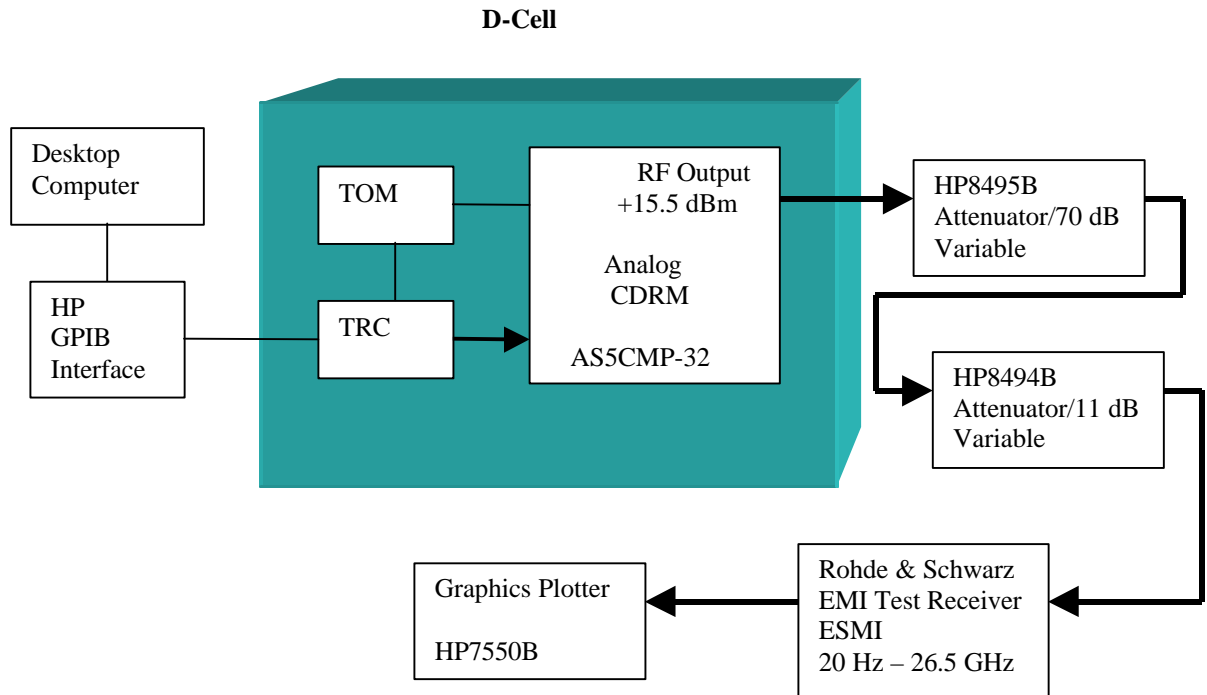 D-Cell
Desktop
Computer
HP
GPIB
Interface
TOM
TRC
RF Output
+15.5 dBm
Analog
CDRM
AS5CMP-32
HP8495B
Attenuator/70 dB
Variable
HP8494B
Attenuator/11 dB
Variable
Graphics Plotter
HP7550B
Rohde & Schwarz
EMI Test Receiver
ESMI
20 Hz – 26.5 GHz